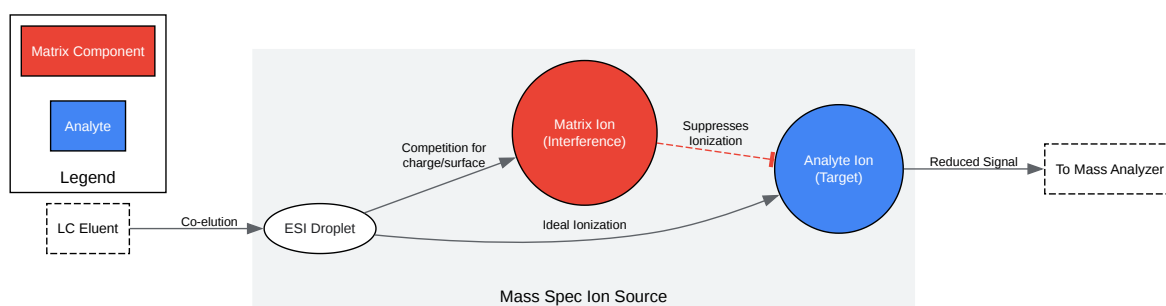 Matrix Component
Analyte
Legend
LC Eluent
Co-elution
ESI Droplet
Competition for
charge/surface
Matrix Ion
(Interference)
Suppresses
Ionization
Ideal Ionization
Analyte Ion
(Target)
Reduced Signal
To Mass Analyzer
Mass Spec Ion Source